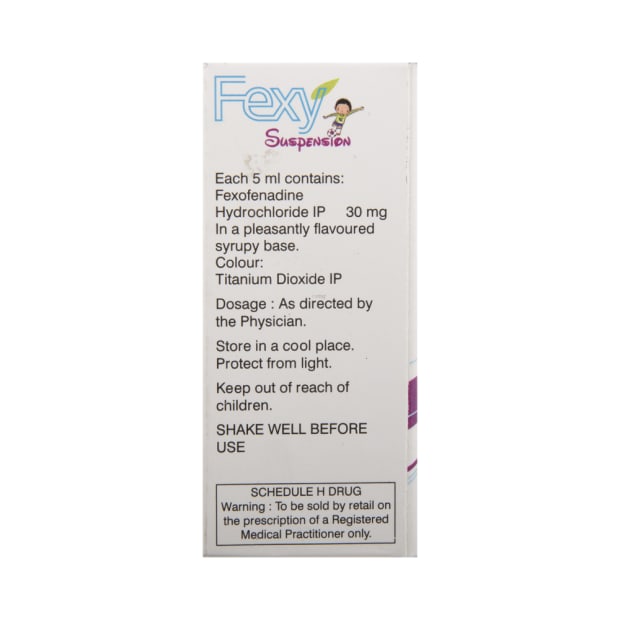 Fexy
SUSPENSION
Each 5 ml contains:
Fexofenadine
Hydrochloride IP 30 mg
In a pleasantly flavoured
syrupy base.
Colour:
Titanium Dioxide IP
Dosage : As directed by
the Physician.
Store in a cool place.
Protect from light.
Keep out of reach of
children.
SHAKE WELL BEFORE
USE
SCHEDULE H DRUG
Warning : To be sold by retail on
the prescription of a Registered
Medical Practitioner only.